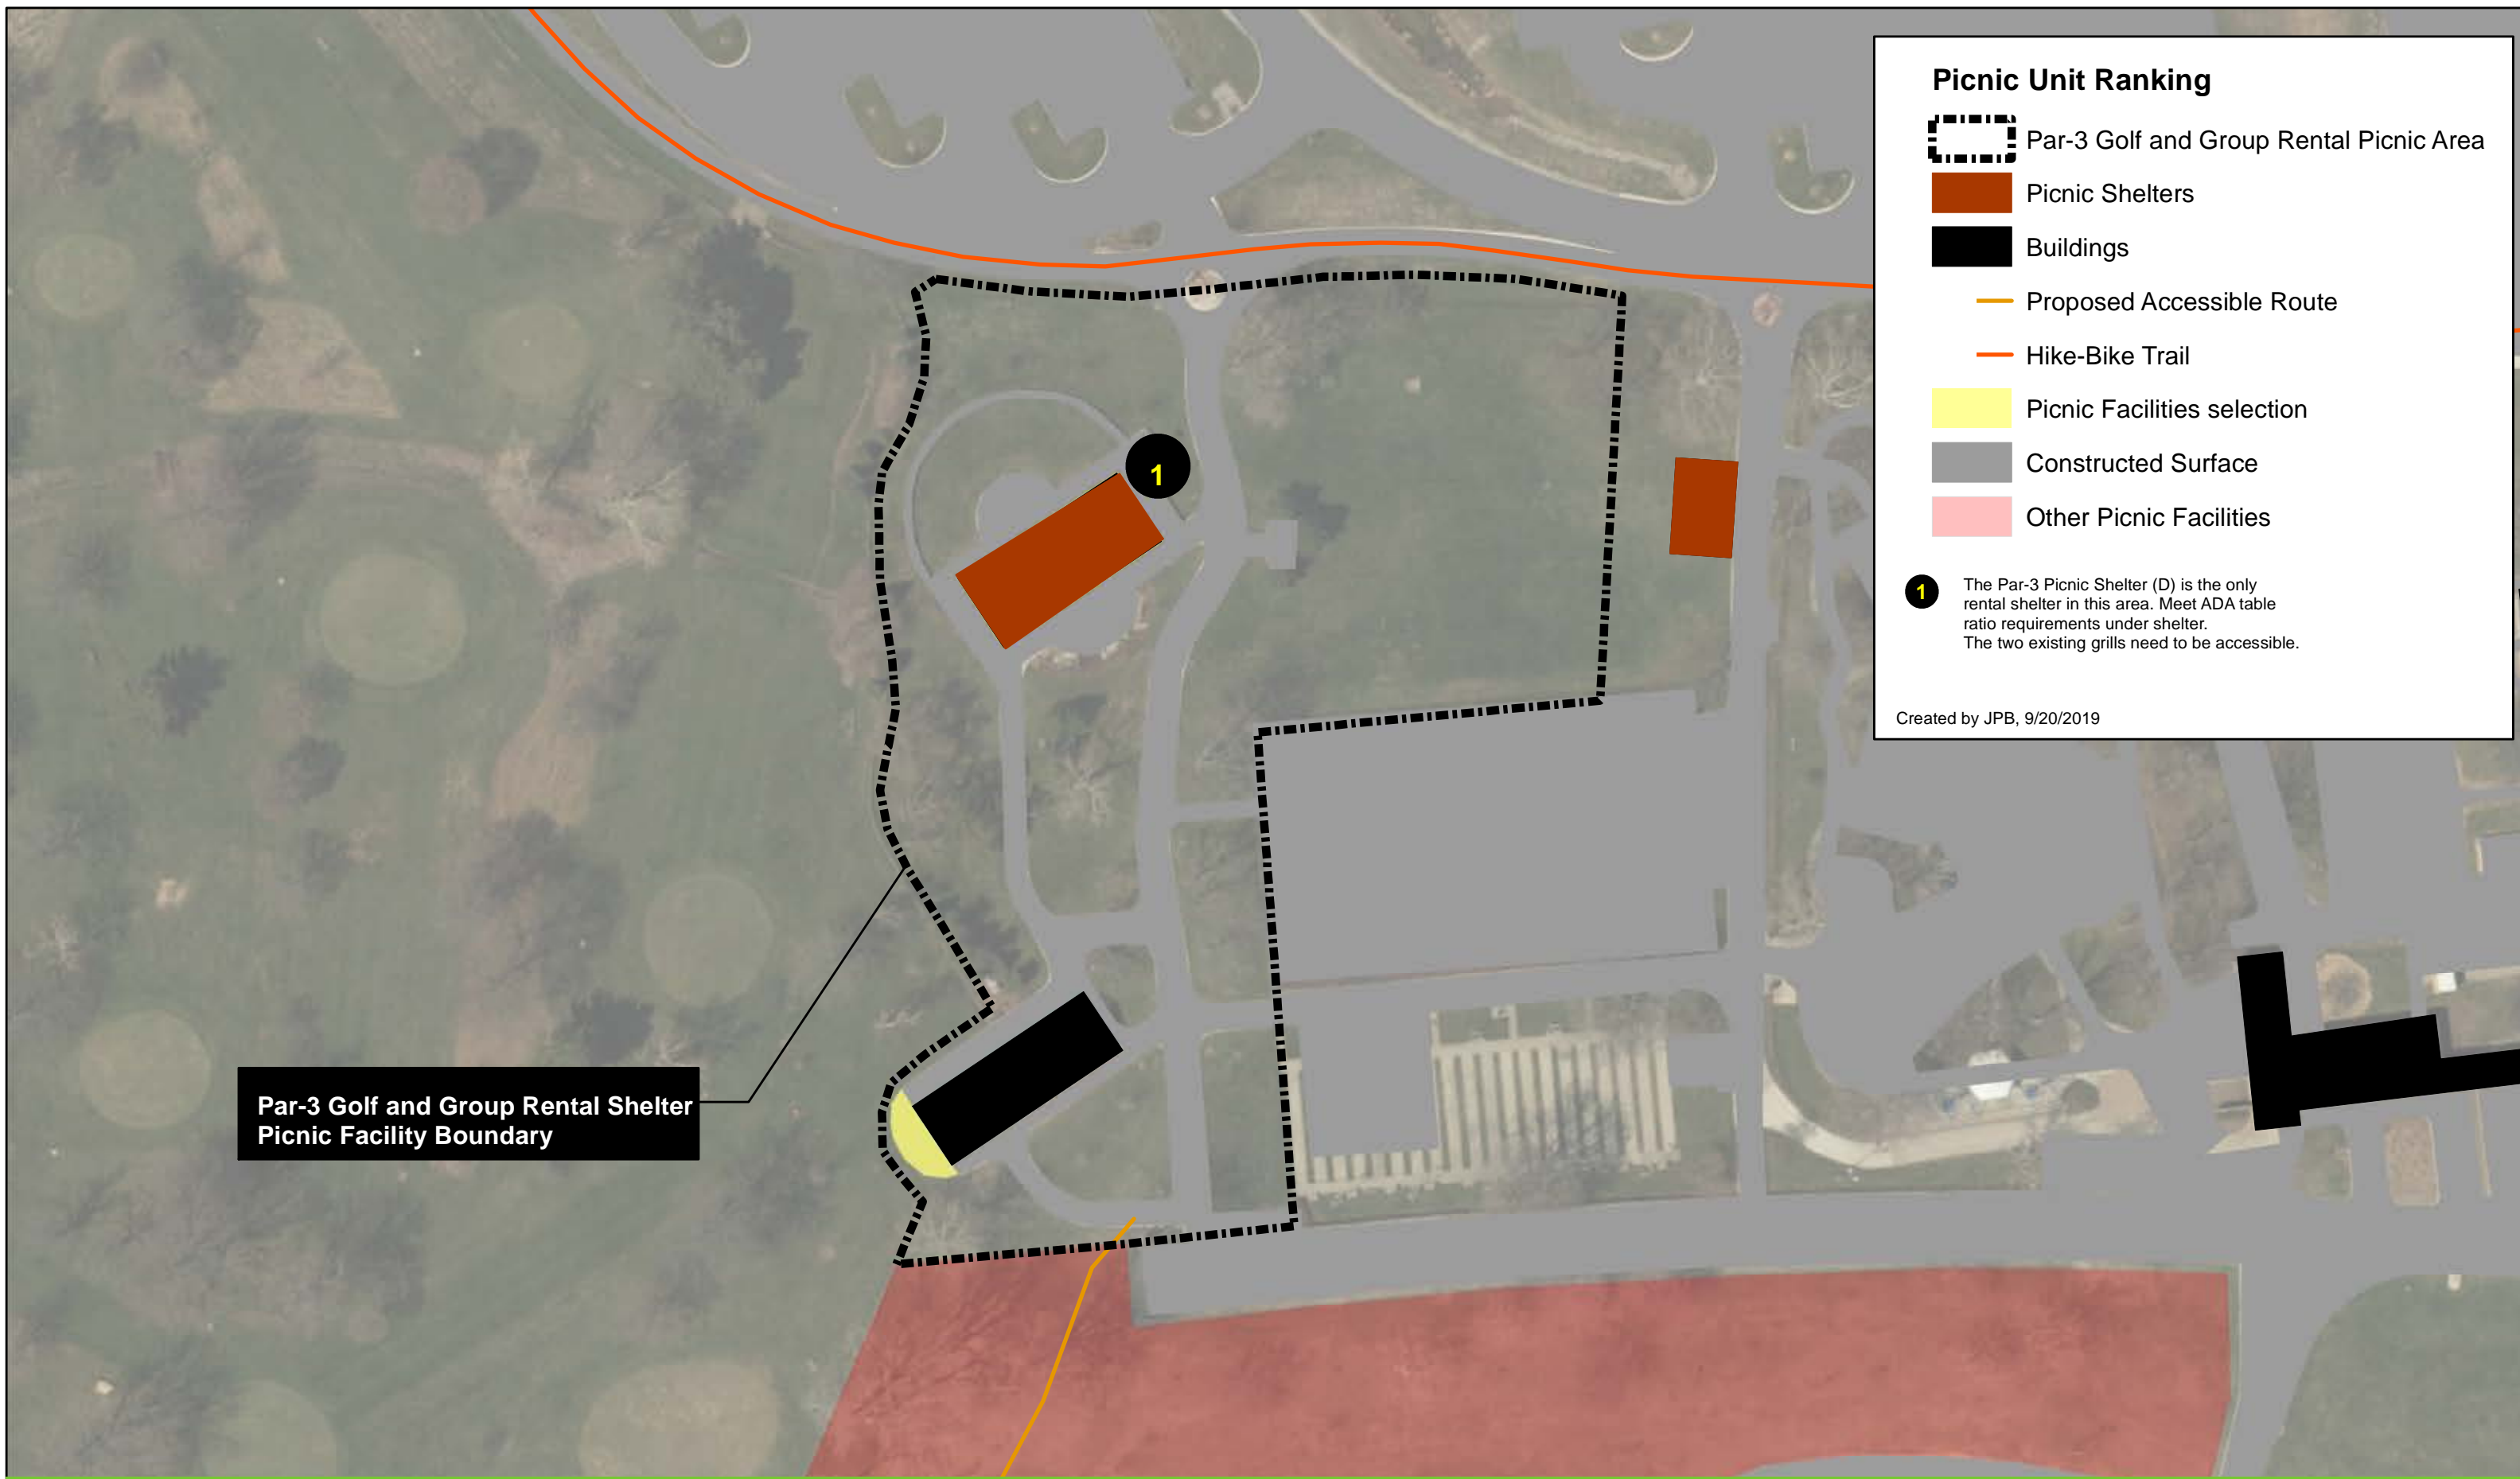 Picnic Unit Ranking
Par-3 Golf and Group Rental Picnic Area
Picnic Shelters
Buildings
Proposed Accessible Route
Hike-Bike Trail
Picnic Facilities selection
Constructed Surface
Other Picnic Facilities
1
The Par-3 Picnic Shelter (D) is the only
rental shelter in this area. Meet ADA table
ratio requirements under shelter.
The two existing grills need to be accessible.
Created by JPB, 9/20/2019
1
Par-3 Golf and Group Rental Shelter
Picnic Facility Boundary